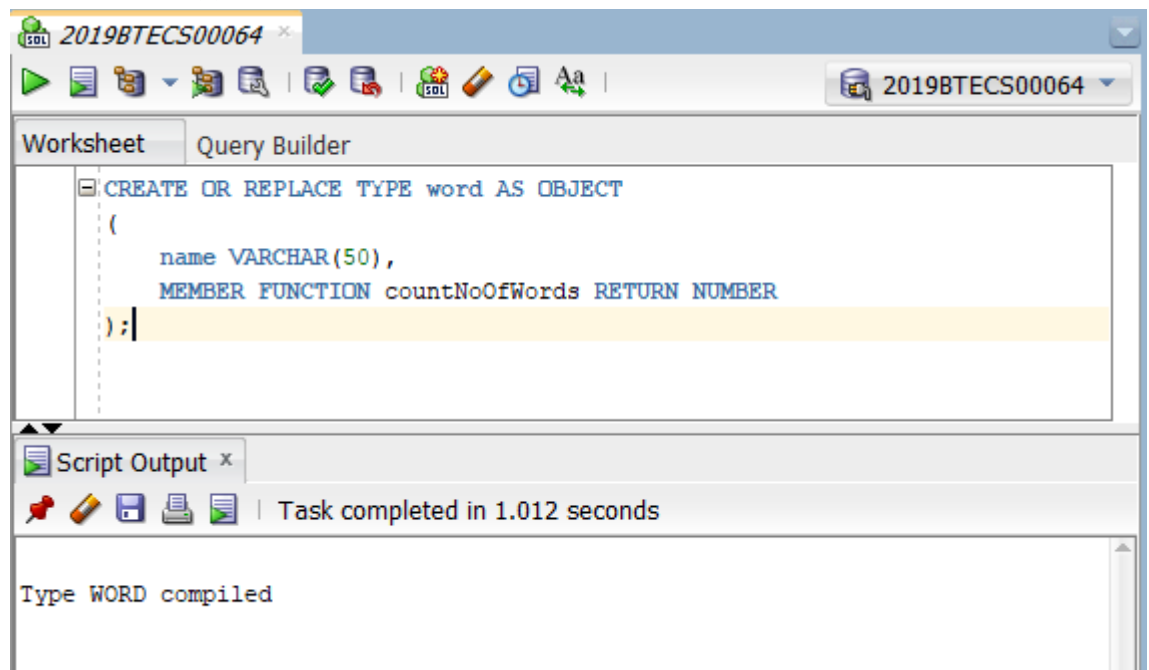 2019BTECS00064
2019BTECS00064
Worksheet Query Builder
CREATE OR REPLACE TYPE word AS OBJECT
(
name VARCHAR(50),
MEMBER FUNCTION countNoOfWords RETURN NUMBER
);
Script Output x
Task completed in 1.012 seconds
Type WORD compiled